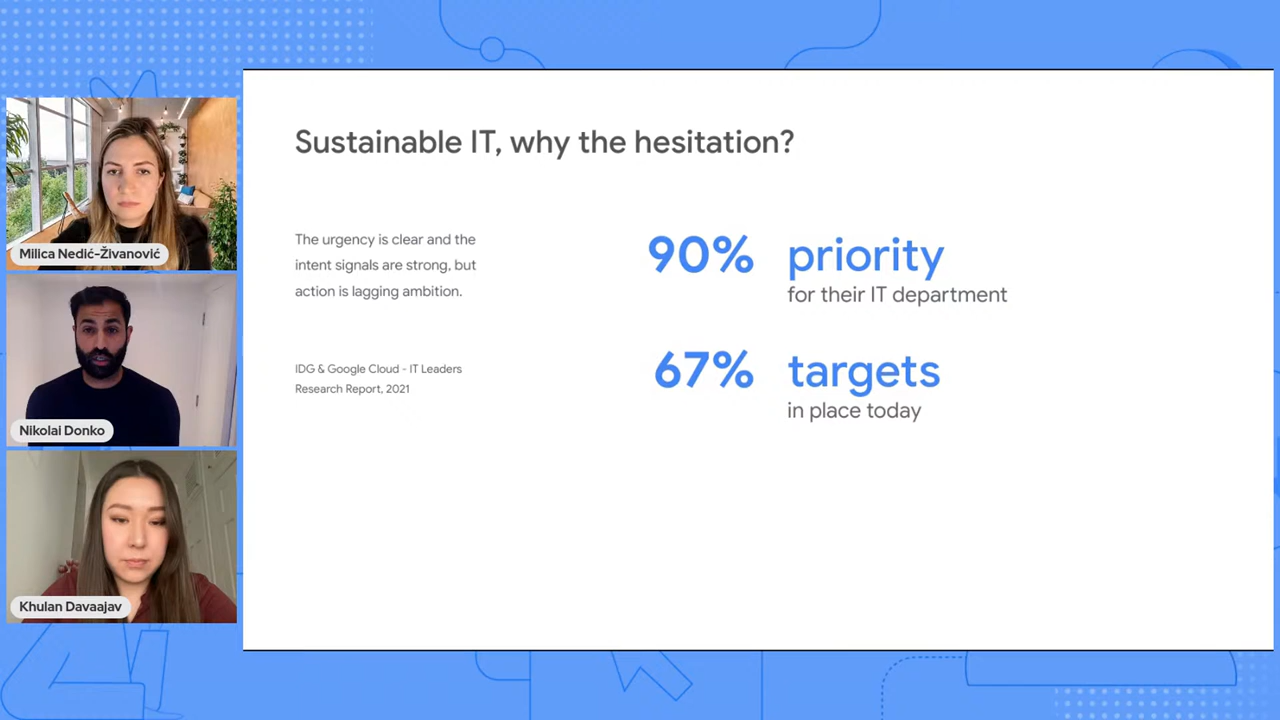 Sustainable IT, why the hesitation?
The urgency is clear and the
intent signals are strong, but
action is lagging ambition.
IDG & Google Cloud - IT Leaders
Research Report, 2021
90% priority
for their IT department
67% targets
in place today
Milica Nedić-Živanović
Nikolai Donko
Khulan Davaajav